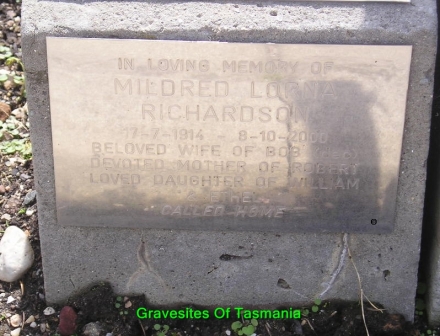 IN LOVING MEMORY OF
MILDRED LORNA
RICHARDSON
17-7-1914 - 8-10-2000
BELOVED WIFE OF BOB
DEVOTED MOTHER OF ROBERT
LOVED DAUGHTER OF WILLIAM
"CALLED HOME"
Gravesites Of Tasmania